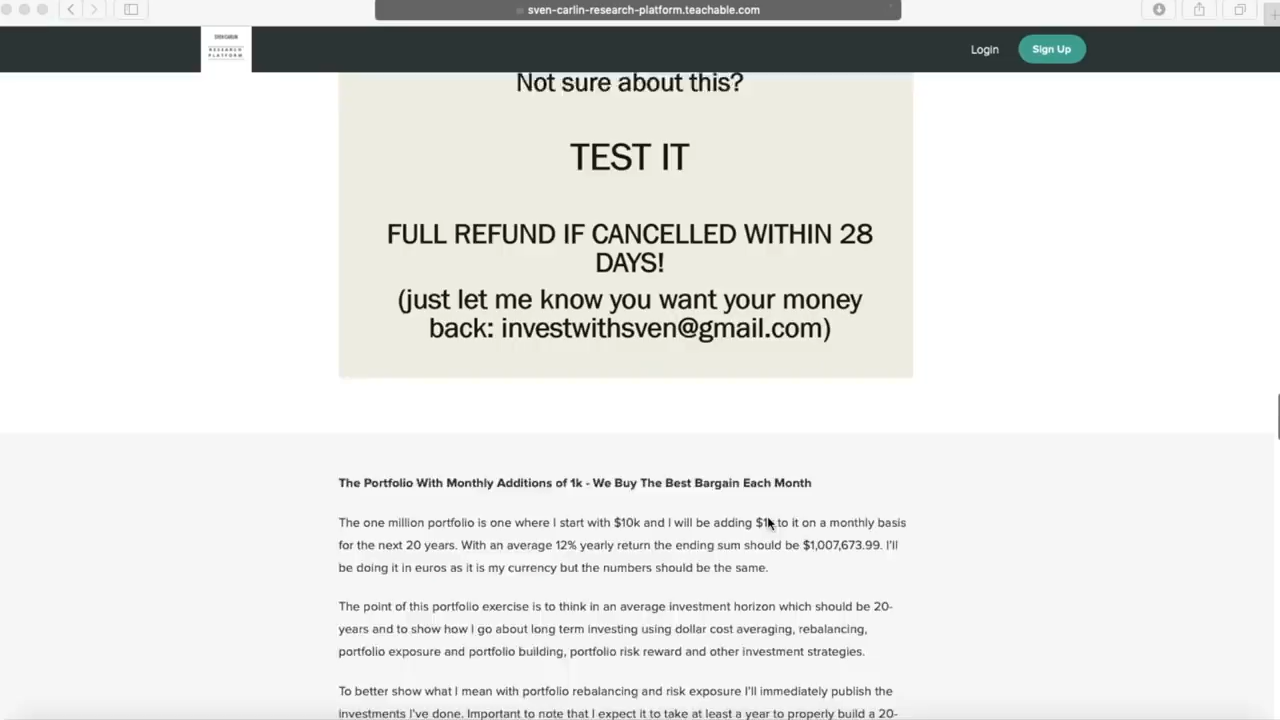 sven-carlin-research-platform.teachable.com
SVEN CARLIN
RESEARCH
PLATFORM
Login
Sign Up
Not sure about this?
TEST IT
FULL REFUND IF CANCELLED WITHIN 28
DAYS!
(just let me know you want your money
back: investwithsven@gmail.com)
The Portfolio With Monthly Additions of 1k - We Buy The Best Bargain Each Month
The one million portfolio is one where I start with $10k and I will be adding to it on a monthly basis
for the next 20 years. With an average 12% yearly return the ending sum should be $1,007,673.99. I'll
be doing it in euros as it is my currency but the numbers should be the same.
The point of this portfolio exercise is to think in an average investment horizon which should be 20-
years and to show how I go about long term investing using dollar cost averaging, rebalancing,
portfolio exposure and portfolio building, portfolio risk reward and other investment strategies.
To better show what I mean with portfolio rebalancing and risk exposure I'll immediately publish the
investments I've done. Important to note that I expect it to take at least a year to properly build a 20-